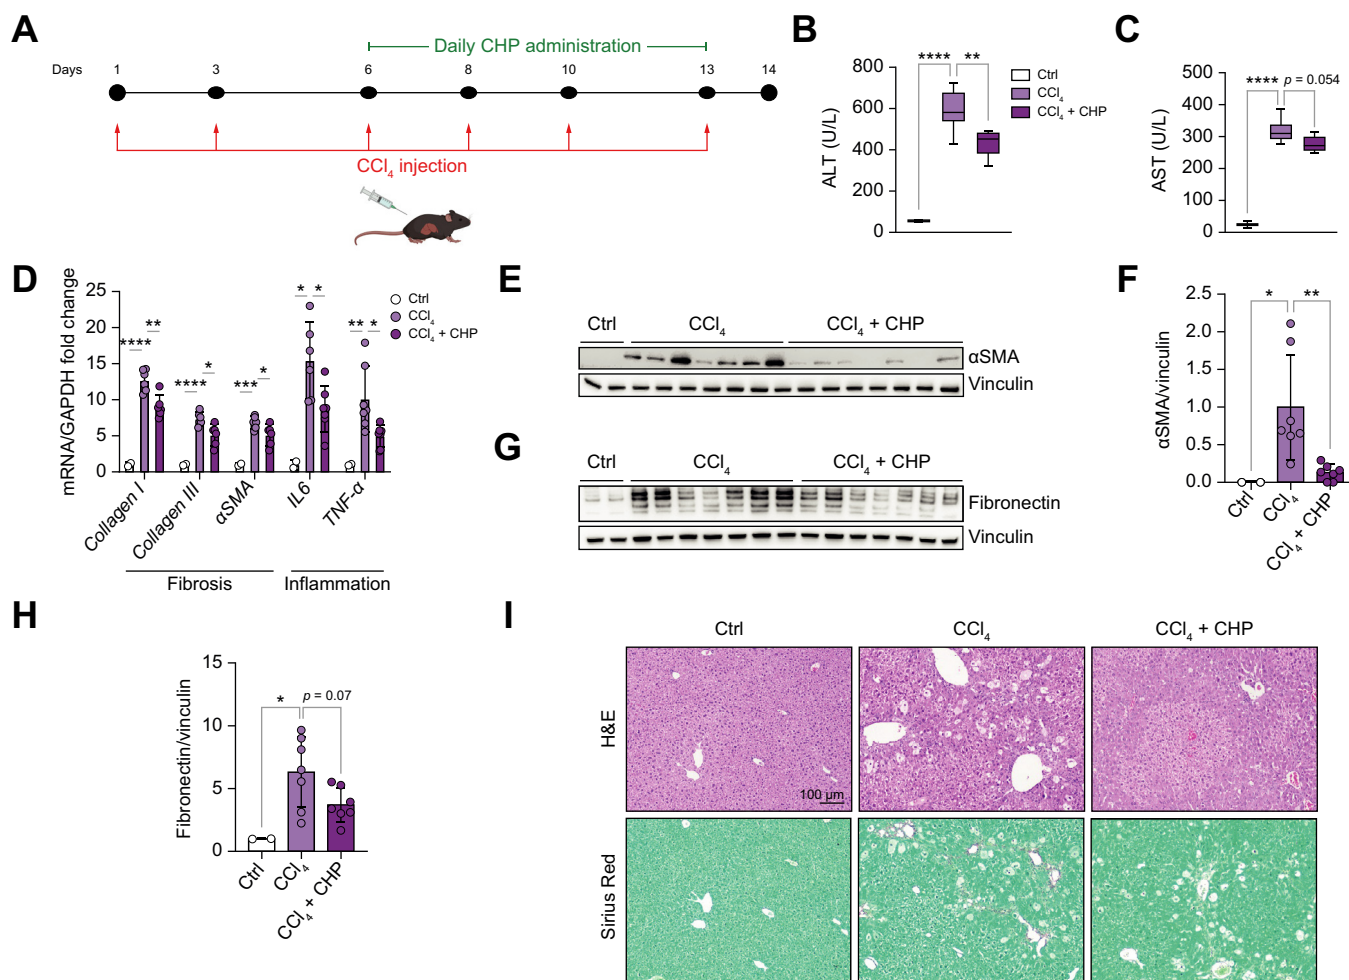 A
Daily CHP administration
Days
1
3
6
8
10
13
14
CCl4 injection
B
ALT (U/L)
800
600
400
200
0
****
**
Ctrl
CCl4
CCl4 + CHP
C
AST (U/L)
500
400
300
200
100
0
****
p = 0.054
D
mRNA/GAPDH fold change
25
20
15
10
5
0
****
**
****
*
***
*
*
*
**
*
Ctrl
CCl4
CCl4 + CHP
Collagen I
Collagen III
αSMA
IL6
TNF-α
Fibrosis
Inflammation
E
Ctrl
CCl4
CCl4 + CHP
αSMA
Vinculin
F
αSMA/vinculin
2.5
2.0
1.5
1.0
0.5
0.0
*
**
Ctrl
CCl4
CCl4 + CHP
G
Ctrl
CCl4
CCl4 + CHP
Fibronectin
Vinculin
H
Fibronectin/vinculin
15
10
5
0
*
p = 0.07
Ctrl
CCl4
CCl4 + CHP
I
Ctrl
CCl4
CCl4 + CHP
H&E
100 µm
Sirius Red